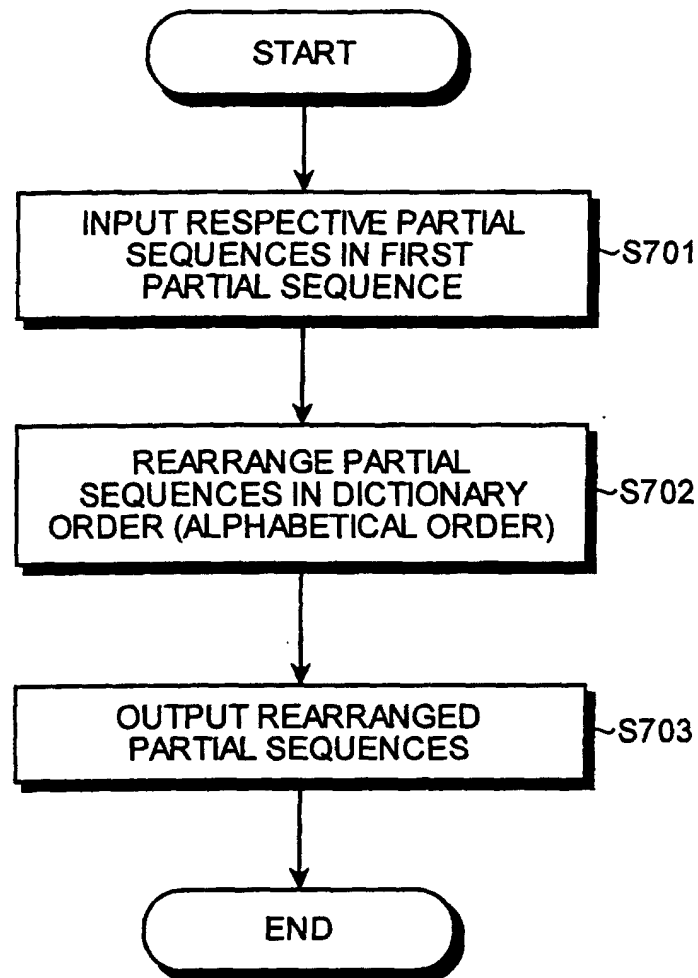 START
INPUT RESPECTIVE PARTIAL
SEQUENCES IN FIRST
PARTIAL SEQUENCE
S701
REARRANGE PARTIAL
SEQUENCES IN DICTIONARY
ORDER (ALPHABETICAL ORDER)
S702
OUTPUT REARRANGED
PARTIAL SEQUENCES
S703
END